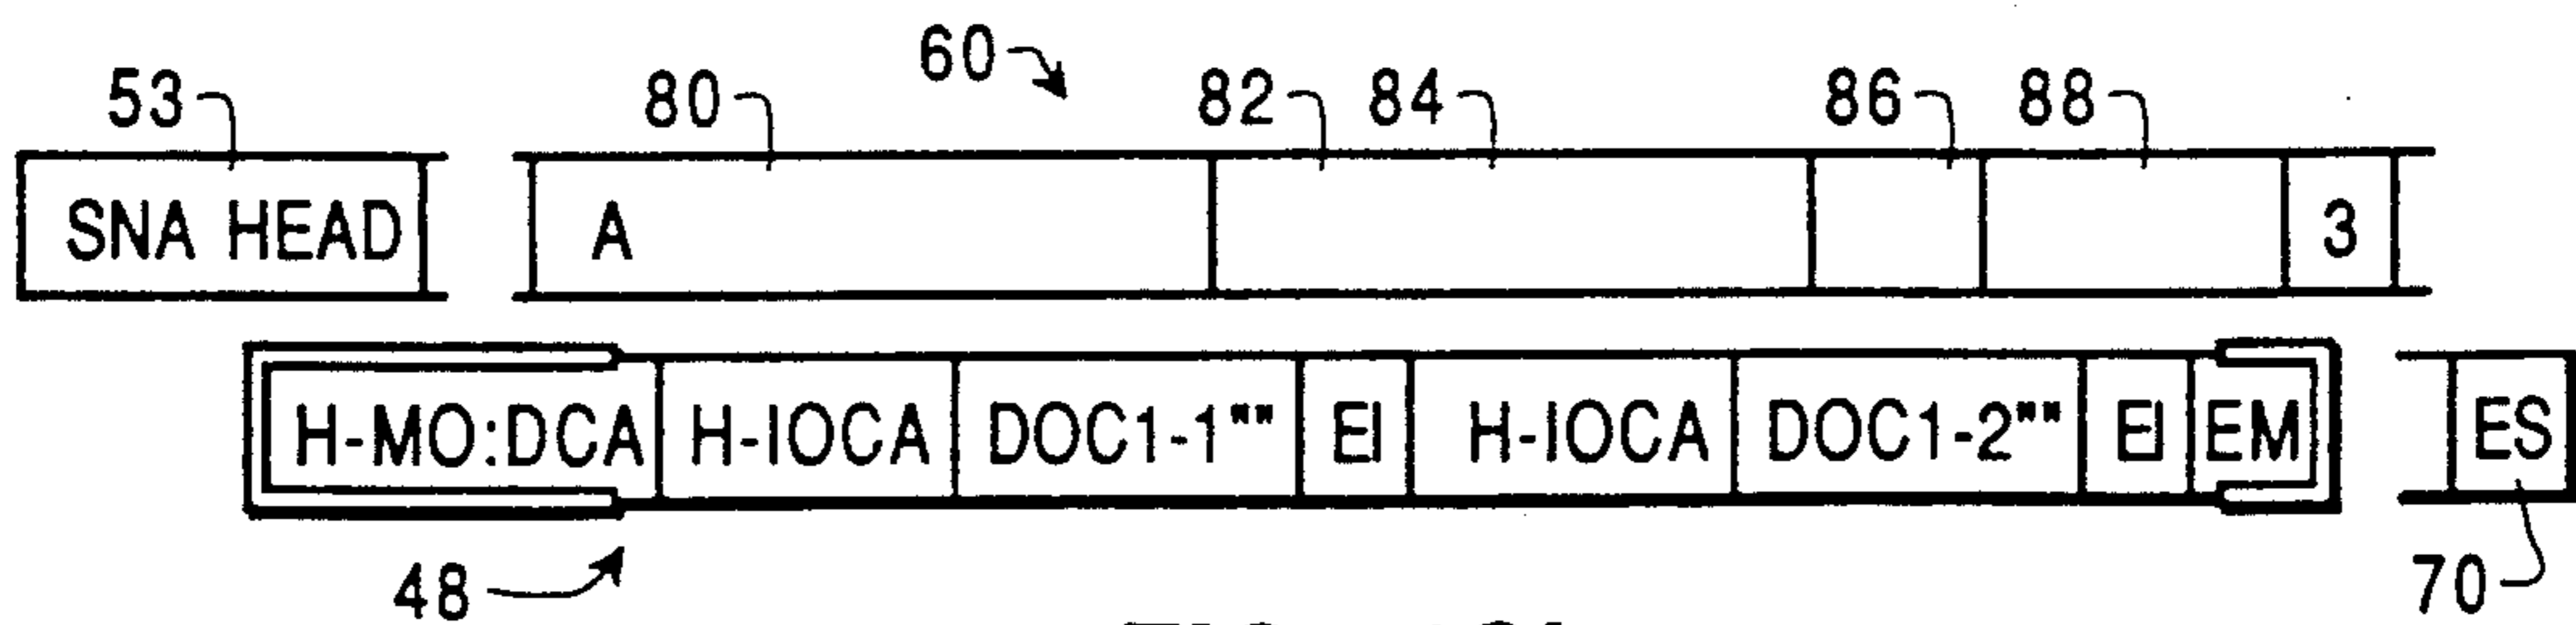 60
53 80 82 84 86 88
SNA HEAD A 3
H-MO:DCA H-IOCA DOC1-1"" EI H-IOCA DOC1-2"" EI EM ES
48 70